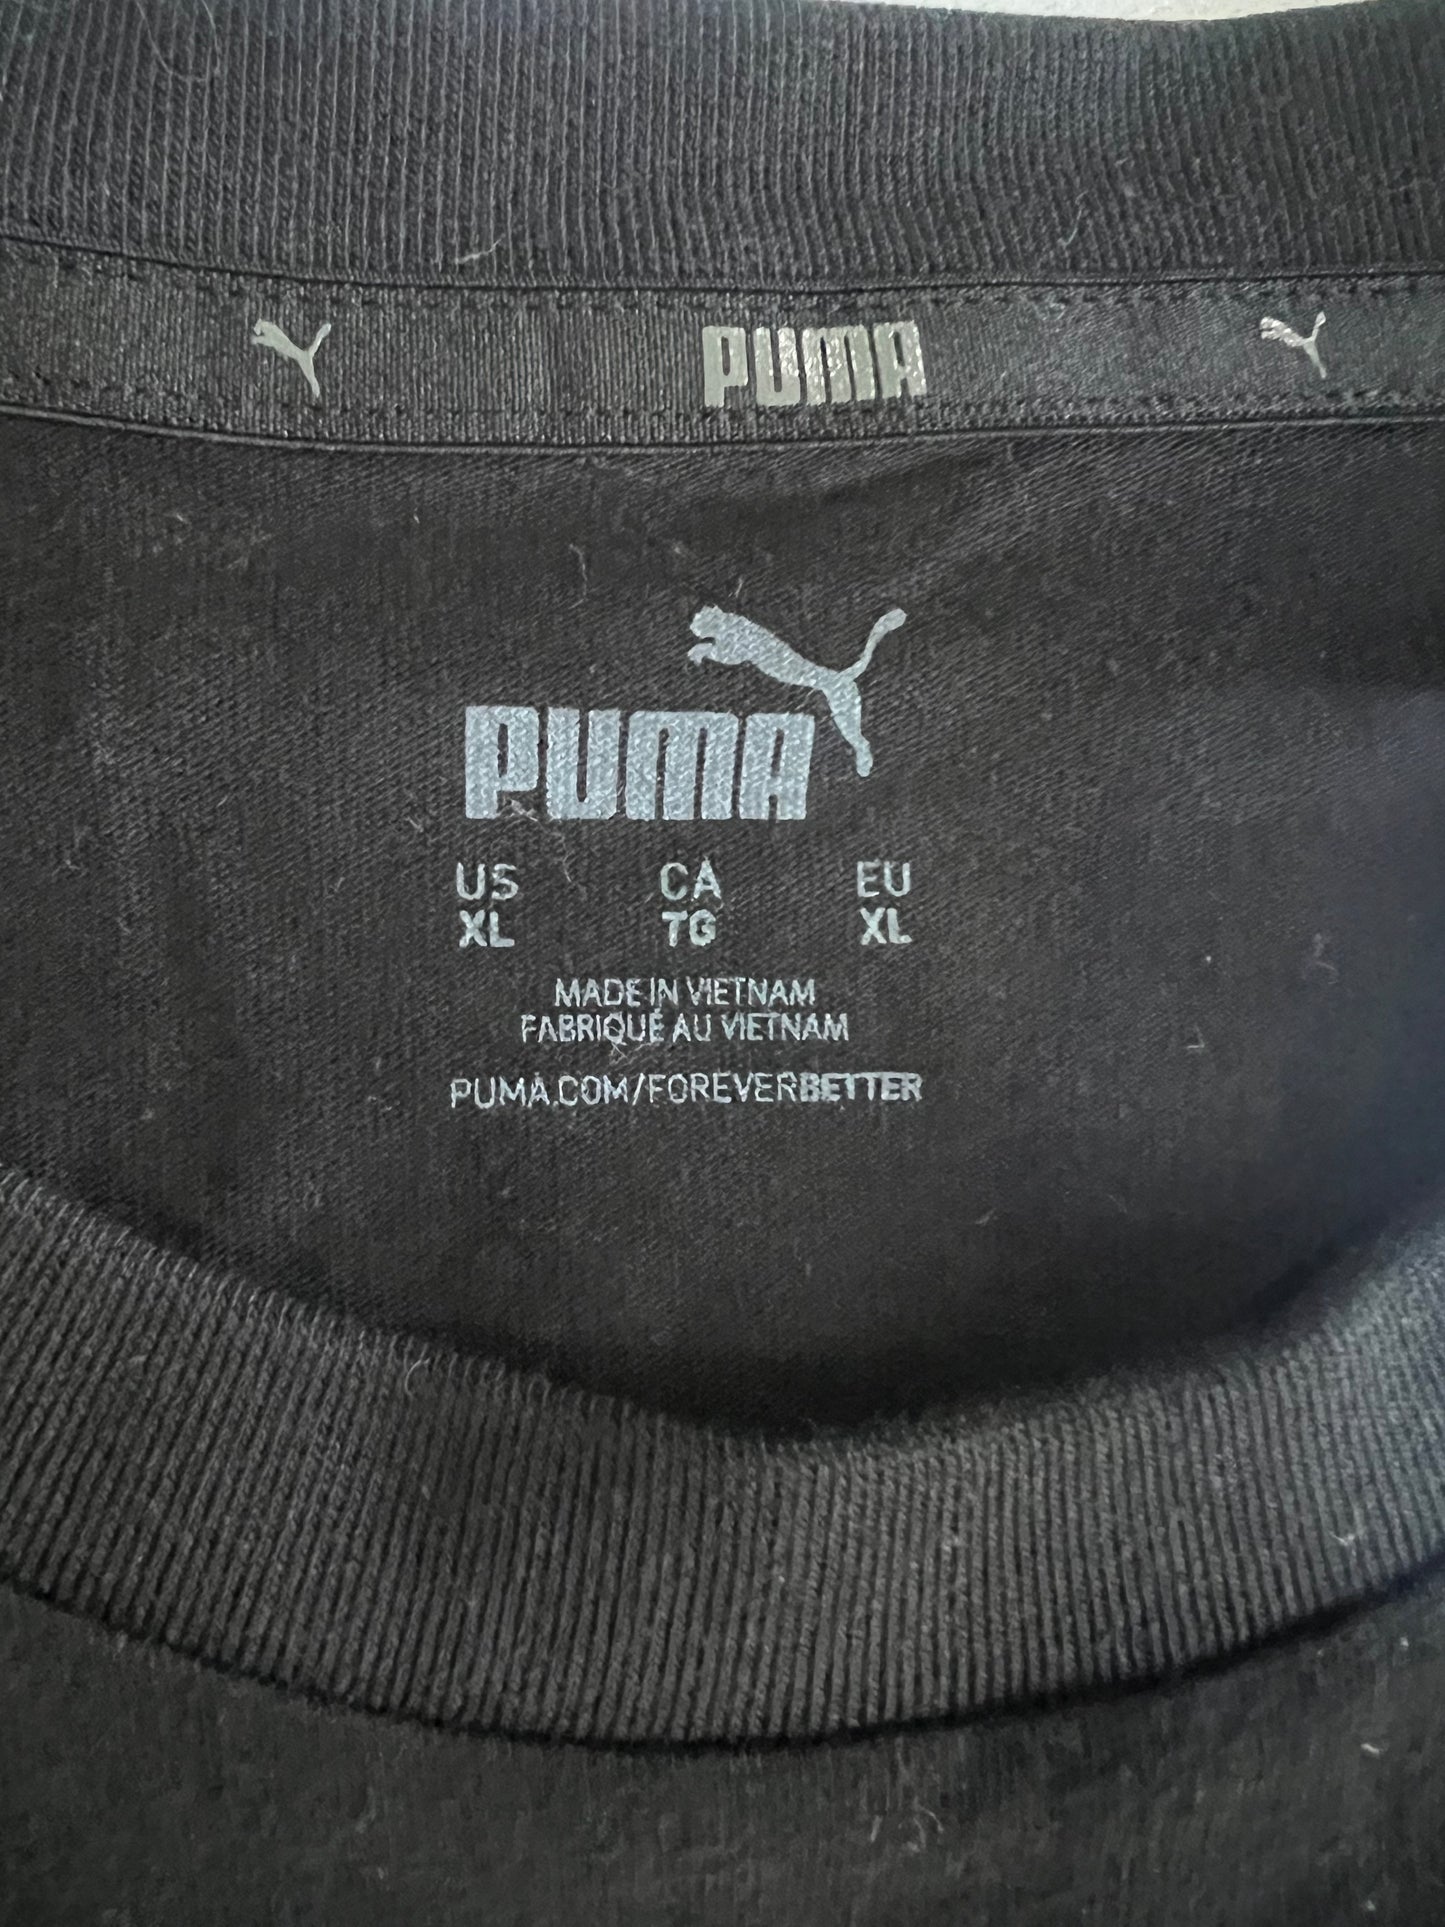 PUMA
PUMA
US CA EU
XL TG XL
MADE IN VIETNAM
FABRIQUÉ AU VIETNAM
PUMA.COM/FOREVERBETTER